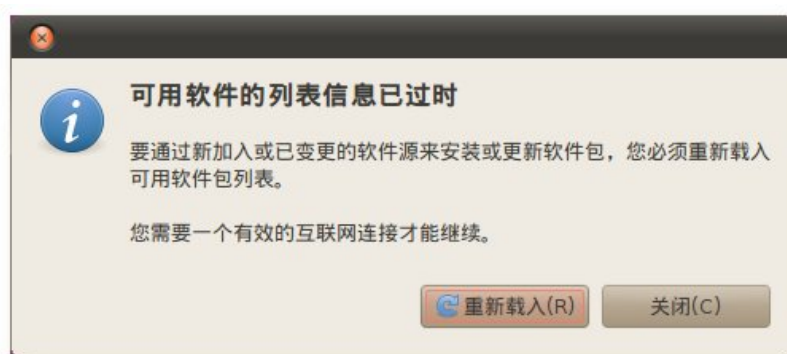 可用软件的列表信息已过时
要通过新加入或已变更的软件源来安装或更新软件包，您必须重新载入
可用软件包列表。
您需要一个有效的互联网连接才能继续。
重新载入(R)
关闭(C)